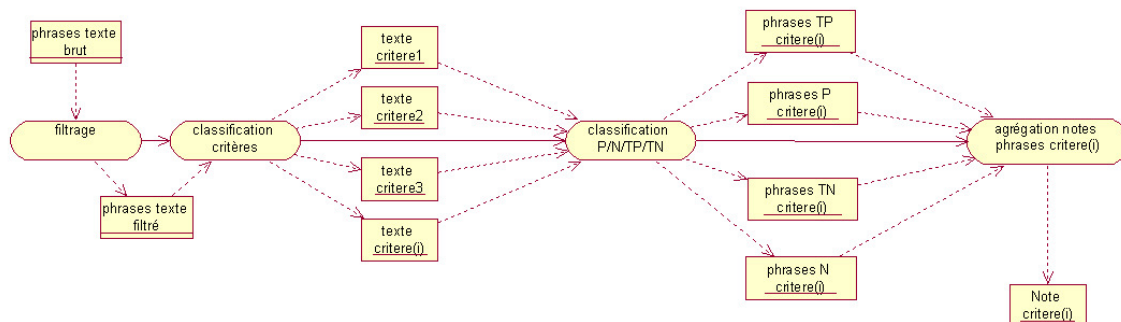 phrases texte
brut
filtrage
phrases texte
filtré
classification
critères
texte
critere1
texte
critere2
texte
critere3
texte
critere(i)
classification
P/N/TP/TN
phrases TP
critere(i)
phrases P
critere(i)
phrases TN
critere(i)
phrases N
critere(i)
agrégation notes
phrases critere(i)
Note
critere(i)